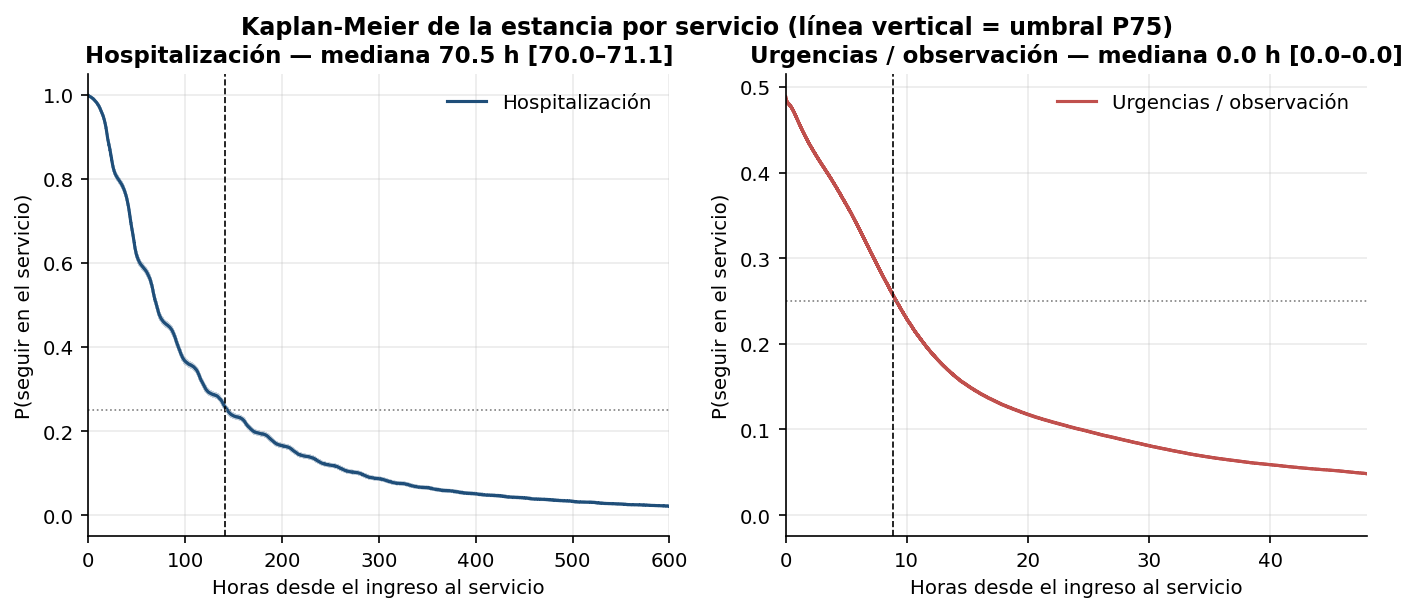 Kaplan-Meier de la estancia por servicio (línea vertical = umbral P75)
Hospitalización — mediana 70.5 h [70.0–71.1]
Urgencias / observación — mediana 0.0 h [0.0–0.0]
P(seguir en el servicio)
1.0
0.8
0.6
0.4
0.2
0.0
Hospitalización
0 100 200 300 400 500 600
Horas desde el ingreso al servicio
P(seguir en el servicio)
0.5
0.4
0.3
0.2
0.1
0.0
Urgencias / observación
0 10 20 30 40
Horas desde el ingreso al servicio